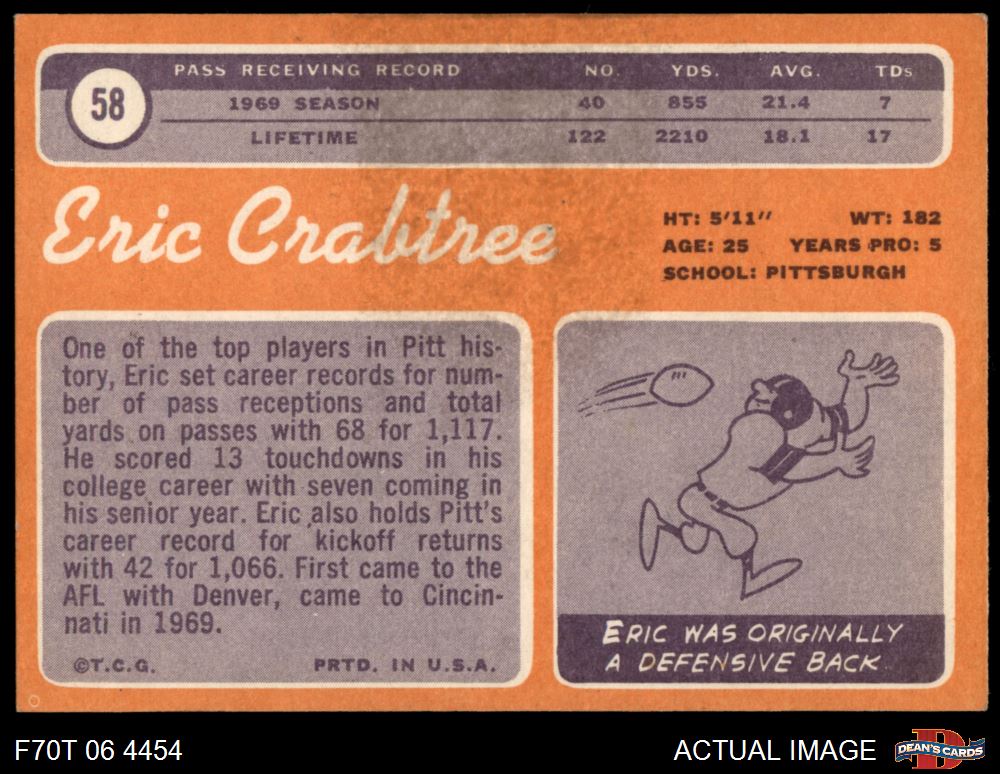 58
PASS RECEIVING RECORD NO. YDS. AVG. TDs
1969 SEASON 40 855 21.4 7
LIFETIME 122 2210 18.1 17
Eric Crabtree
HT: 5'11" WT: 182
AGE: 25 YEARS PRO: 5
SCHOOL: PITTSBURGH
One of the top players in Pitt his-
tory, Eric set career records for num-
ber of pass receptions and total
yards on passes with 68 for 1,117.
He scored 13 touchdowns in his
college career with seven coming in
his senior year. Eric also holds Pitt's
career record for kickoff returns
with 42 for 1,066. First came to the
AFL with Denver, came to Cincin-
nati in 1969.
©T.C.G. PRTD. IN U.S.A.
ERIC WAS ORIGINALLY
A DEFENSIVE BACK
F70T 06 4454
ACTUAL IMAGE
D
DEAN'S CARDS